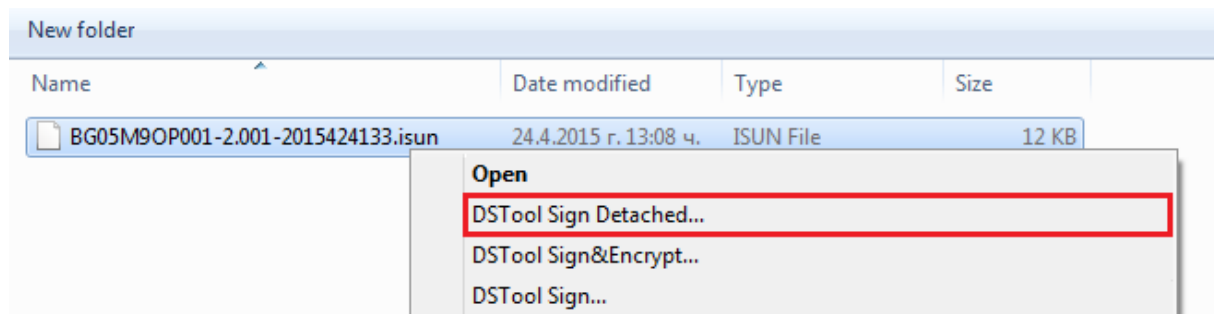 New folder
Name Date modified Type Size
BG05M9OP001-2.001-2015424133.isun 24.4.2015 г. 13:08 ч. ISUN File 12 KB
Open
DSTool Sign Detached...
DSTool Sign&Encrypt...
DSTool Sign...